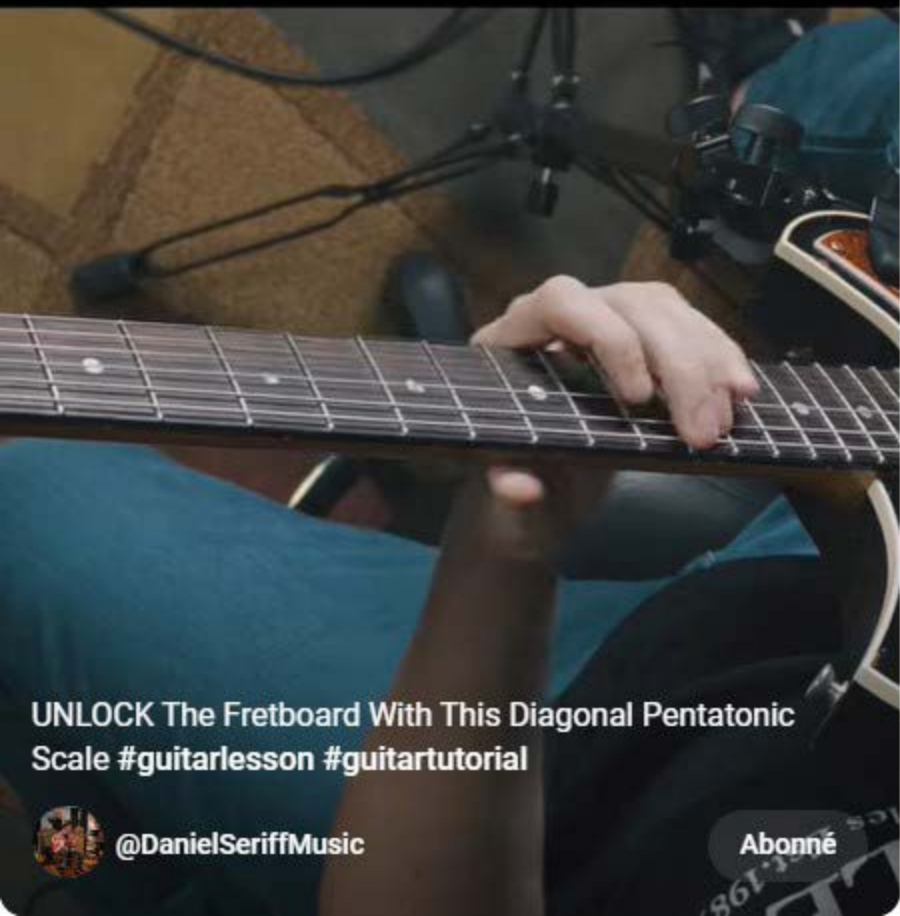 UNLOCK The Fretboard With This Diagonal Pentatonic
Scale #guitarlesson #guitartutorial
@DanielSeriffMusic
Abonné